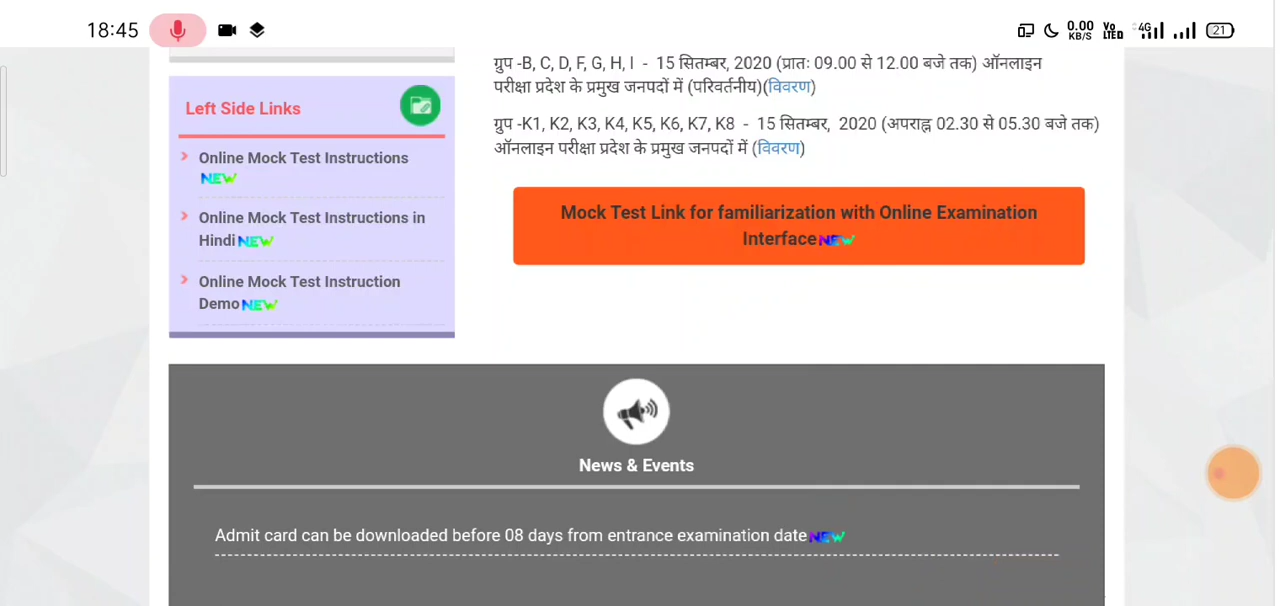 18:45
0.00 KB/S Vo LTED 4G 21
ग्रुप -B, C, D, F, G, H, I - 15 सितम्बर, 2020 (प्रातः 09.00 से 12.00 बजे तक) ऑनलाइन
परीक्षा प्रदेश के प्रमुख जनपदों में (परिवर्तनीय)(विवरण)
ग्रुप -K1, K2, K3, K4, K5, K6, K7, K8 - 15 सितम्बर, 2020 (अपराह्न 02.30 से 05.30 बजे तक)
ऑनलाइन परीक्षा प्रदेश के प्रमुख जनपदों में (विवरण)
Left Side Links
Online Mock Test Instructions
NEW
Online Mock Test Instructions in
Hindi NEW
Online Mock Test Instruction
Demo NEW
Mock Test Link for familiarization with Online Examination
Interface NEW
News & Events
Admit card can be downloaded before 08 days from entrance examination date NEW